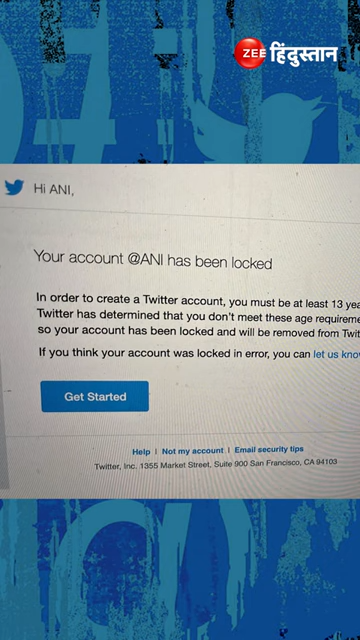 ZEE हिंदुस्तान
Hi ANI,
Your account @ANI has been locked
In order to create a Twitter account, you must be at least 13
Twitter has determined that you don't meet these age
so your account has been locked and will be removed from
If you think your account was locked in error, you can let us
Get Started
Help | Not my account | Email security tips
Twitter, Inc. 1355 Market Street, Suite 900 San Francisco, CA 94103